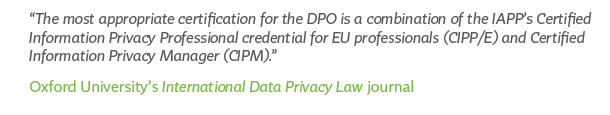 “The most appropriate certification for the DPO is a combination of the IAPP’s Certified
Information Privacy Professional credential for EU professionals (CIPP/E) and Certified
Information Privacy Manager (CIPM).”
Oxford University’s International Data Privacy Law journal